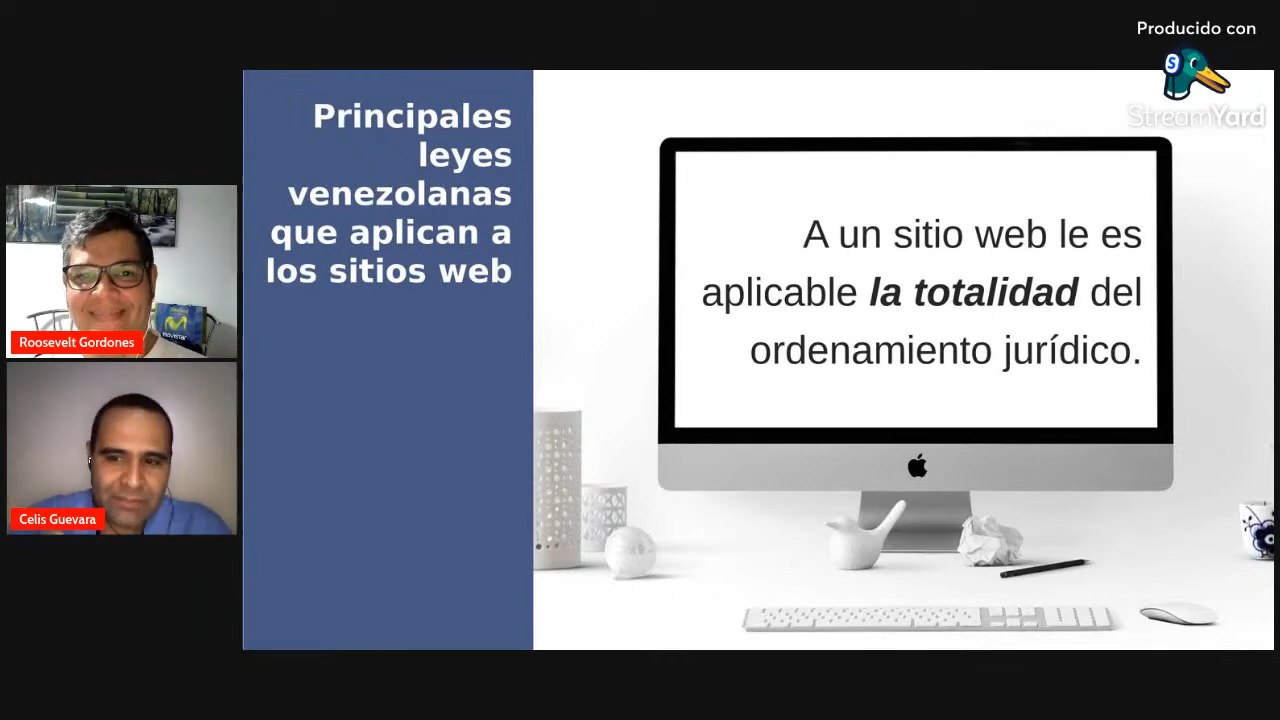 Producido con
S
StreamYard
Principales
leyes
venezolanas
que aplican a
los sitios web
A un sitio web le es
aplicable la totalidad del
ordenamiento jurídico.
movistar
Roosevelt Gordones
Celis Guevara